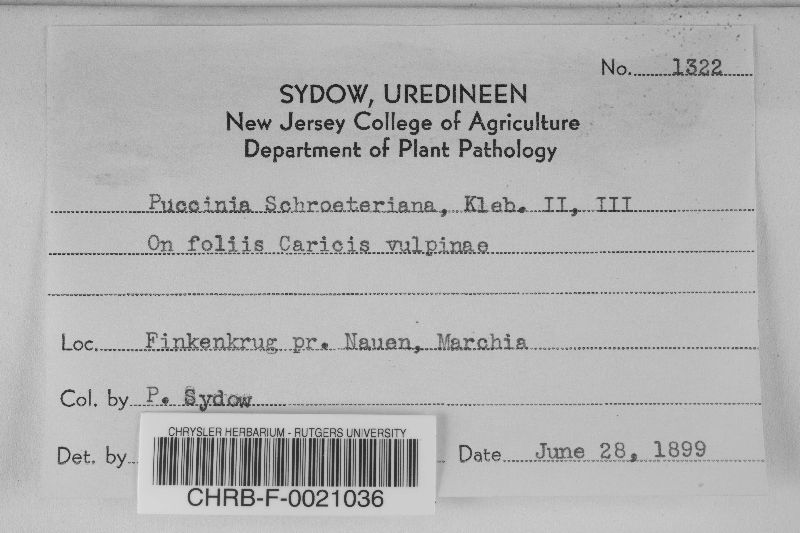 No. 1322
SYDOW, UREDINEEN
New Jersey College of Agriculture
Department of Plant Pathology
Puccinia Schroeteriana, Kleb. II, III
On foliis Caricis vulpinae
Loc. Finkenkrug pr. Nauen, Marchia
Col. by P. Sydow
Det. by
Date June 28, 1899
CHRYSLER HERBARIUM - RUTGERS UNIVERSITY
CHRB-F-0021036